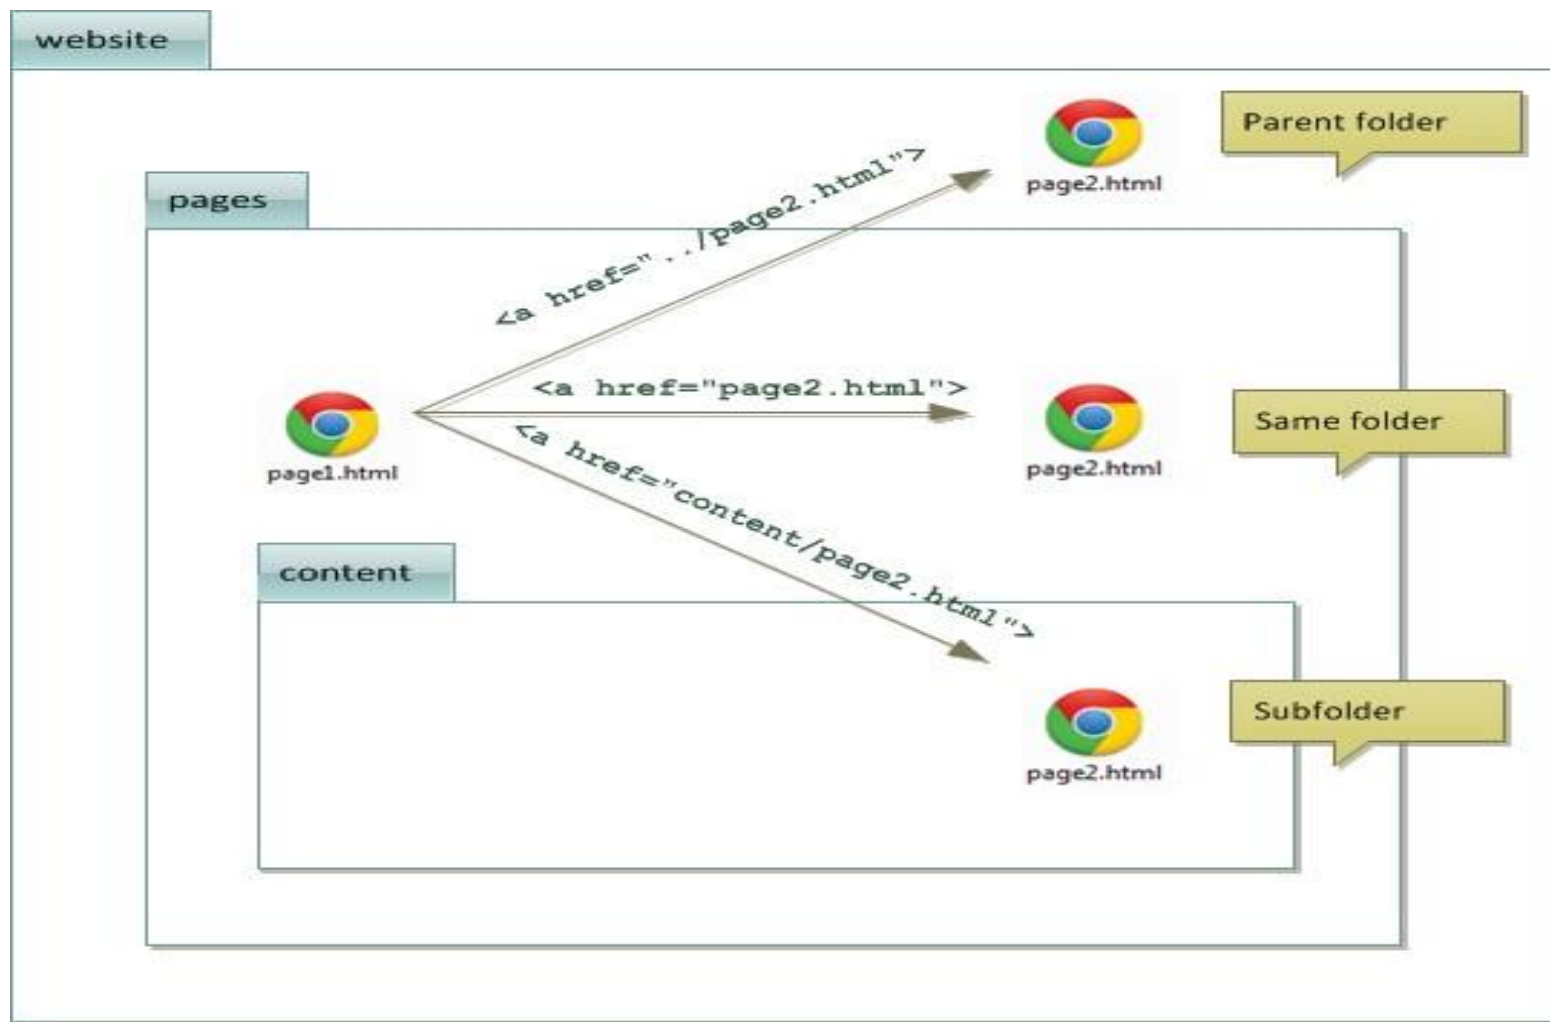 website
page2.html
Parent folder
pages
<a href="../page2.html">
page1.html
<a href="page2.html">
page2.html
Same folder
<a href="content/page2.html">
content
page2.html
Subfolder